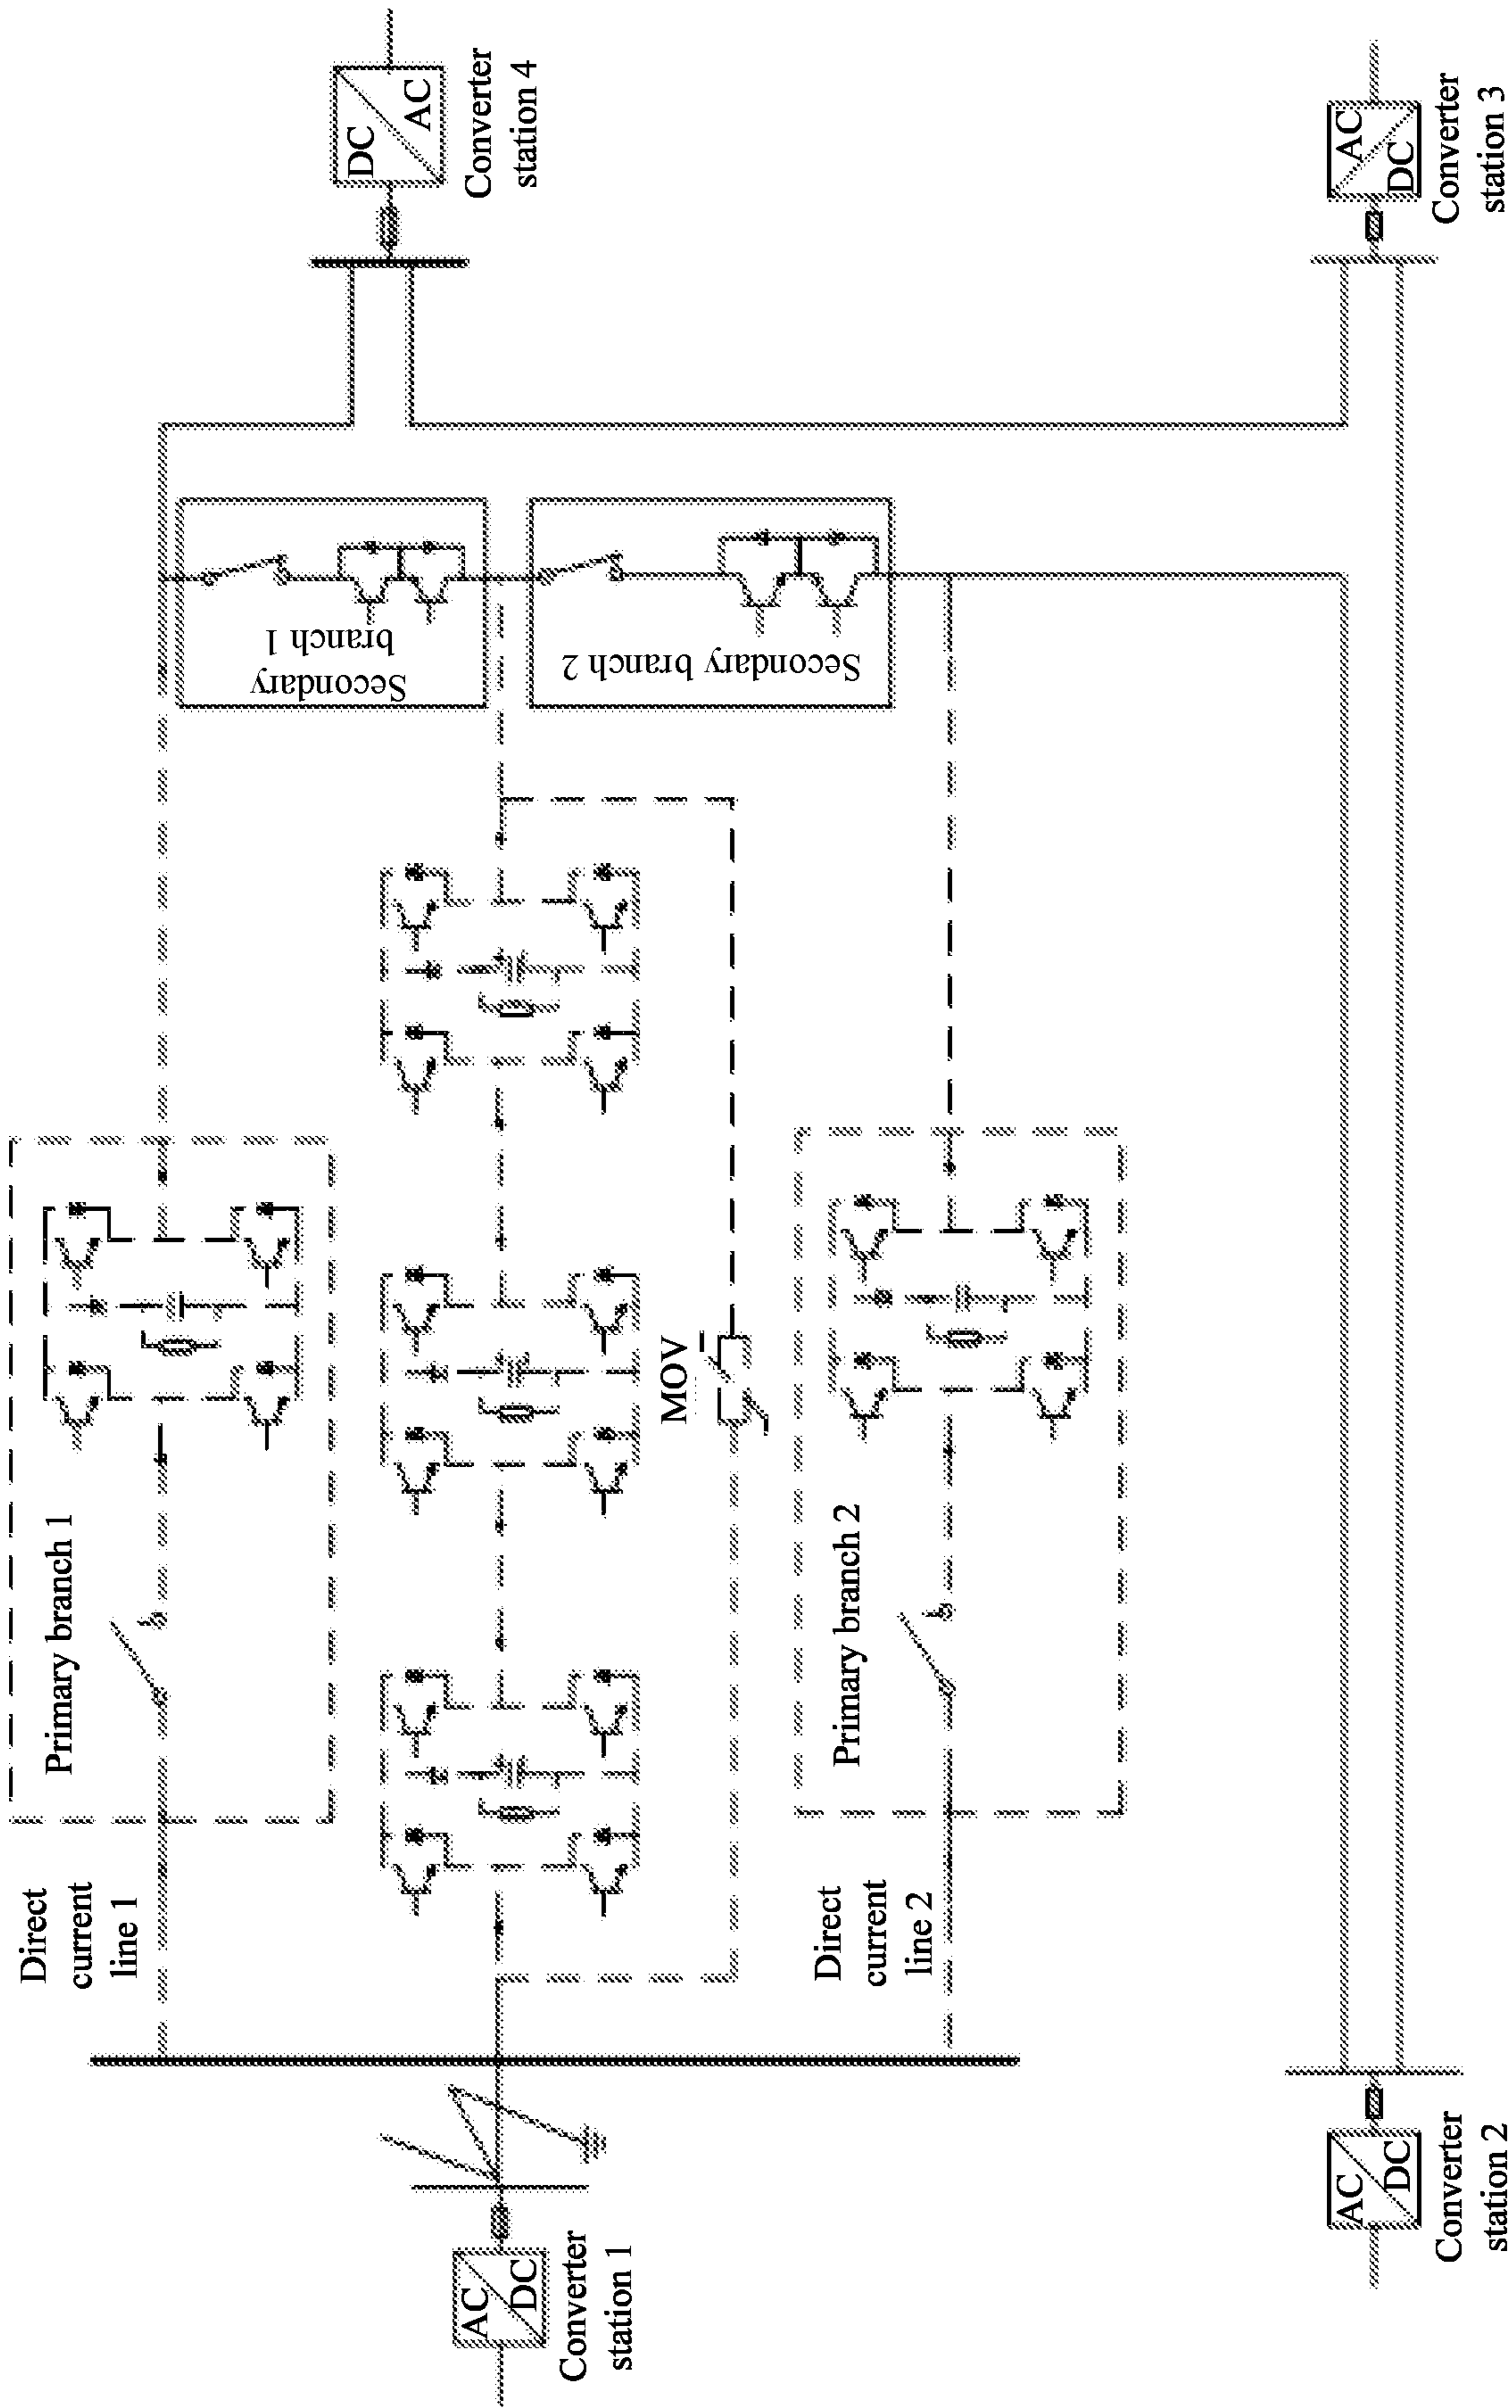 Direct
current
line 1
Primary branch 1
Secondary
branch 1
DC
AC
Converter
station 4
AC
DC
Converter
station 1
MOV
Secondary branch 2
Direct
current
line 2
Primary branch 2
AC
DC
Converter
station 2
AC
DC
Converter
station 3